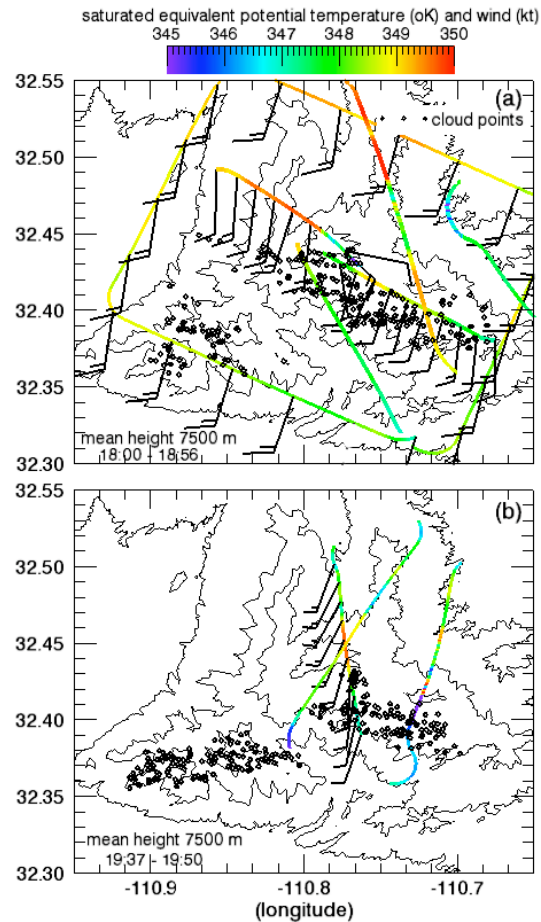 saturated equivalent potential temperature (oK) and wind (kt)
345 346 347 348 349 350
32.55
(a)
cloud points
32.50
32.45
32.40
32.35
mean height 7500 m
18:00 - 18:56
32.30
32.55
(b)
32.50
32.45
32.40
32.35
mean height 7500 m
19:37 - 19:50
32.30
-110.9 -110.8 -110.7
(longitude)